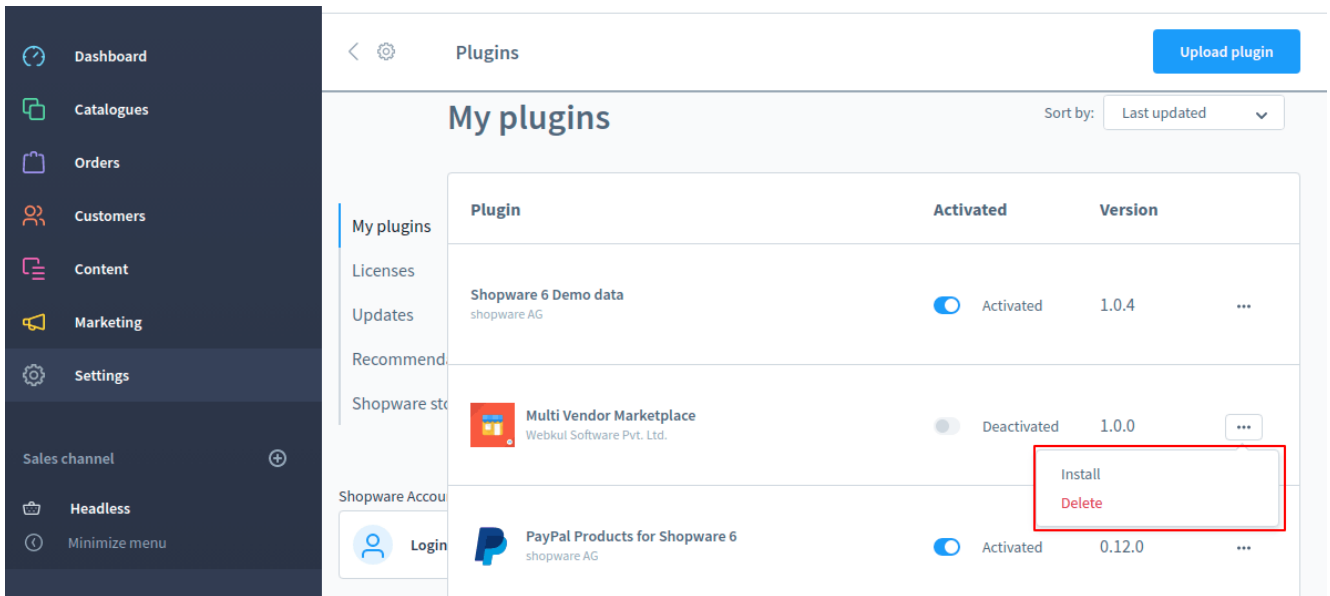 Dashboard
Catalogues
Orders
Customers
Content
Marketing
Settings
Sales channel
Headless
Minimize menu
Plugins
Upload plugin
My plugins
Sort by: Last updated
My plugins
Licenses
Updates
Recommend
Shopware sto
Shopware Accou
Login
Plugin Activated Version
Shopware 6 Demo data
shopware AG
Activated 1.0.4
Multi Vendor Marketplace
Webkul Software Pvt. Ltd.
Deactivated 1.0.0
Install
Delete
PayPal Products for Shopware 6
shopware AG
Activated 0.12.0